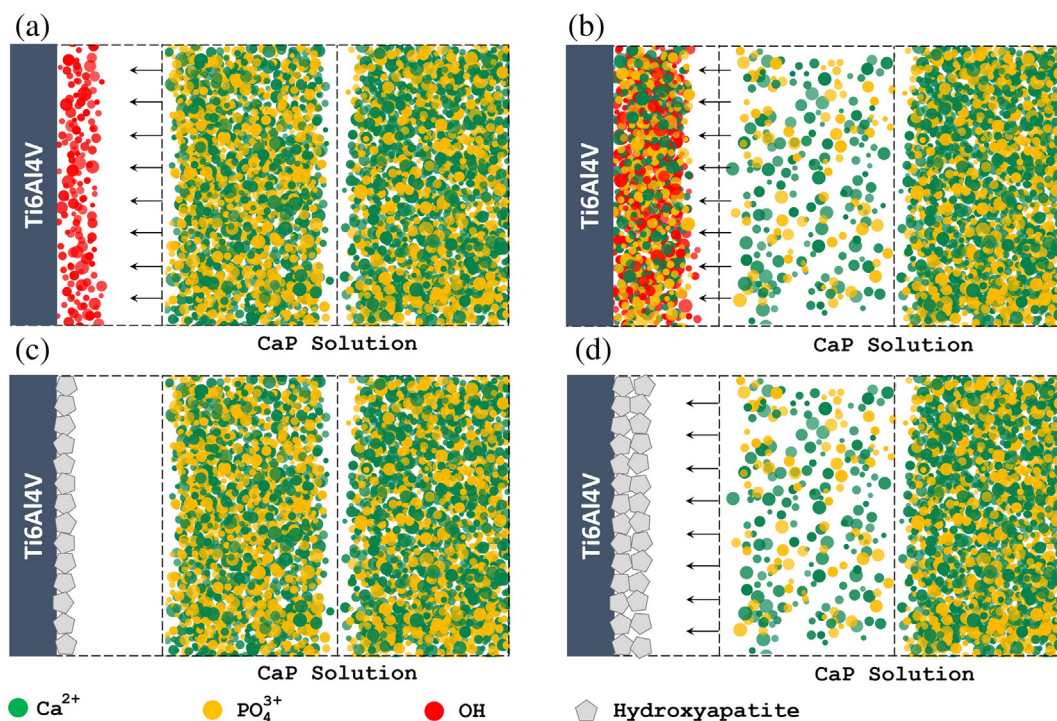 (a)
(b)
Ti6Al4V
Ti6Al4V
CaP Solution
CaP Solution
(c)
(d)
Ti6Al4V
Ti6Al4V
CaP Solution
CaP Solution
Ca²⁺ PO₄³⁺ OH Hydroxyapatite